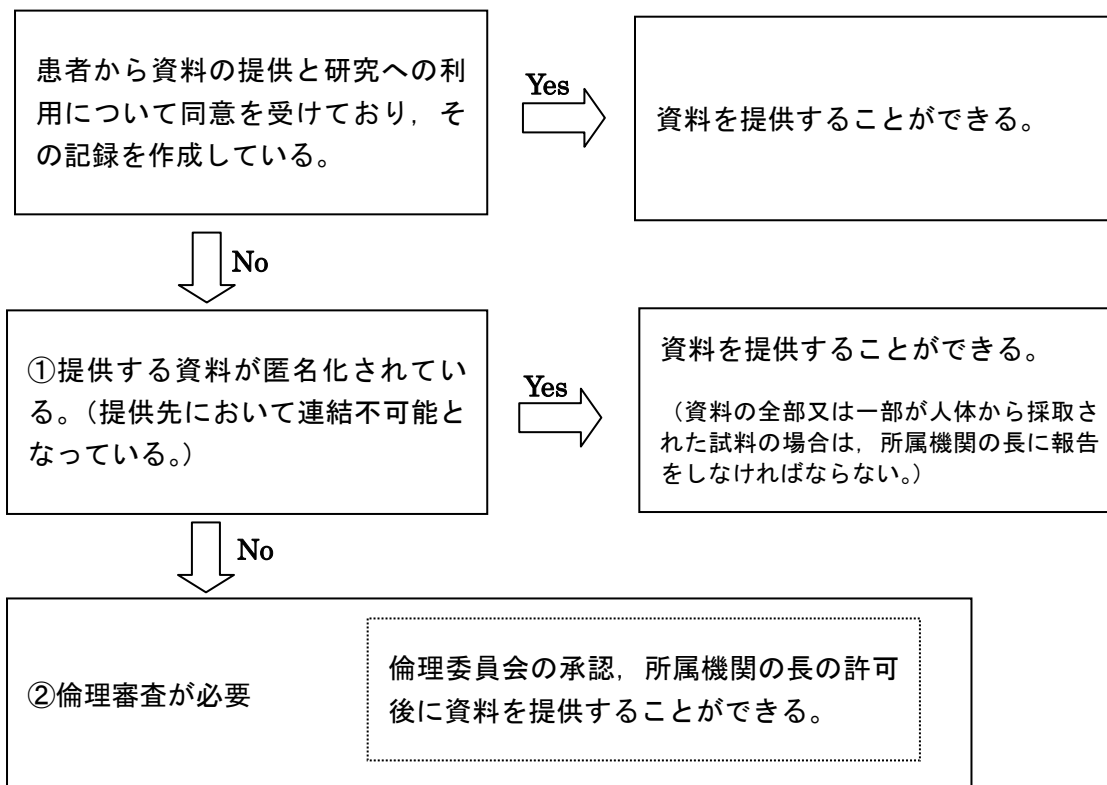 患者から資料の提供と研究への利
用について同意を受けており，そ
の記録を作成している。
Yes
資料を提供することができる。
No
①提供する資料が匿名化されてい
る。（提供先において連結不可能と
なっている。）
Yes
資料を提供することができる。
（資料の全部又は一部が人体から採取さ
れた試料の場合は，所属機関の長に報告
をしなければならない。）
No
②倫理審査が必要
倫理委員会の承認，所属機関の長の許可
後に資料を提供することができる。